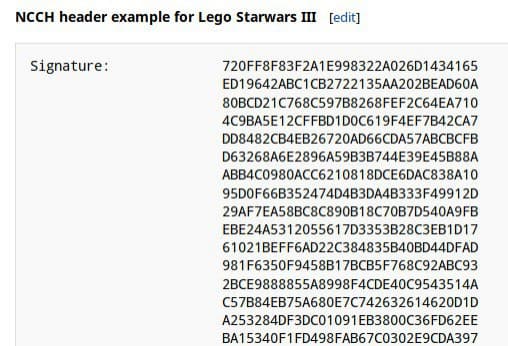 NCCH header example for Lego Starwars III [edit]
Signature: 720FF8F83F2A1E998322A026D1434165
ED19642ABC1CB2722135AA202BEAD60A
80BCD21C768C597B8268FEF2C64EA710
4C9BA5E12CFFBD1D0C619F4EF7B42CA7
DD8482CB4EB26720AD66CDA57ABCBCFB
D63268A6E2896A59B3B744E39E45B88A
ABB4C0980ACC6210818DCE6DAC838A10
95D0F66B352474D4B3DA4B333F49912D
29AF7EA58BC8C890B18C70B7D540A9FB
EBE24A5312055617D3353B28C3EB1D17
61021BEFF6AD22C384835B40BD44DFAD
981F6350F9458B17BCB5F768C92ABC93
2BCE9888855A8998F4CDE40C9543514A
C57B84EB75A680E7C742632614620D1D
A253284DF3DC01091EB3800C36FD62EE
BA15340F1FD498FAB67C0302E9CDA397